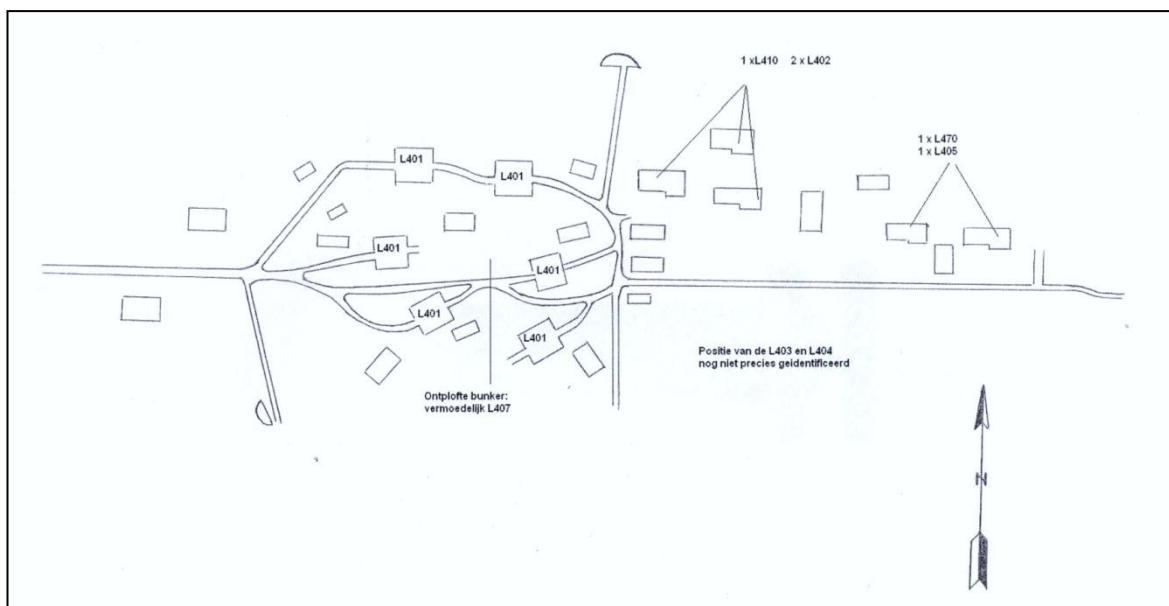 1 xL410 2 x L402
1 x L470
1 x L405
L401
L401
L401
L401
L401
L401
Positie van de L403 en L404
nog niet precies geidentificeerd
Ontplofte bunker:
vermoedelijk L407
N